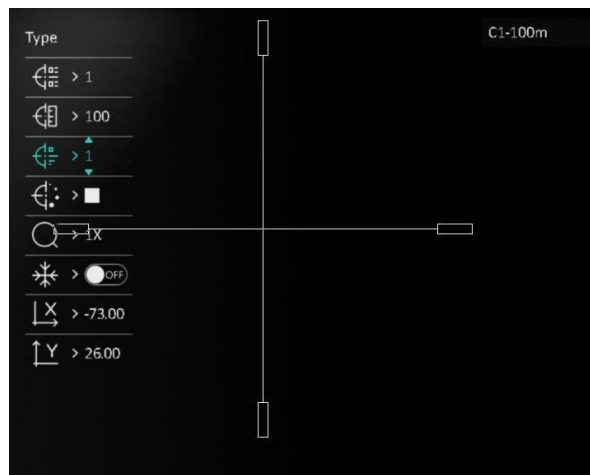 Type
C1-100m
> 1
> 100
> 1
>
> 1X
> OFF
X > -73.00
Y > 26.00